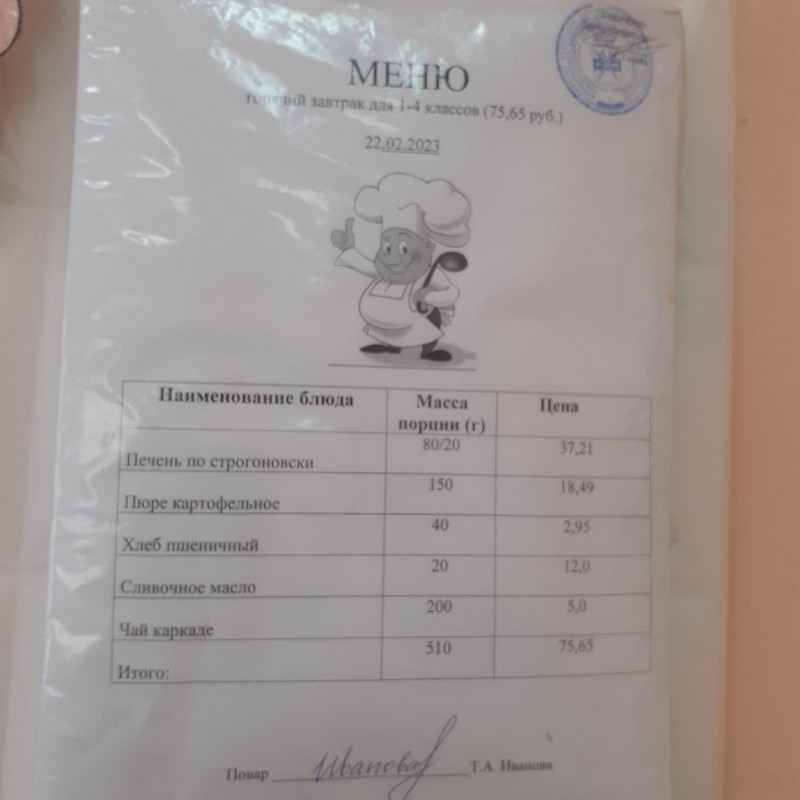 МЕНЮ
горячий завтрак для 1-4 классов (75,65 руб.)
22.02.2023
Наименование блюда Масса порции (г) Цена
Печень по строгоновски 80/20 37,21
Пюре картофельное 150 18,49
Хлеб пшеничный 40 2,95
Сливочное масло 20 12,0
Чай каркаде 200 5,0
Итого: 510 75,65
Повар Иванова Т.А. Иванова